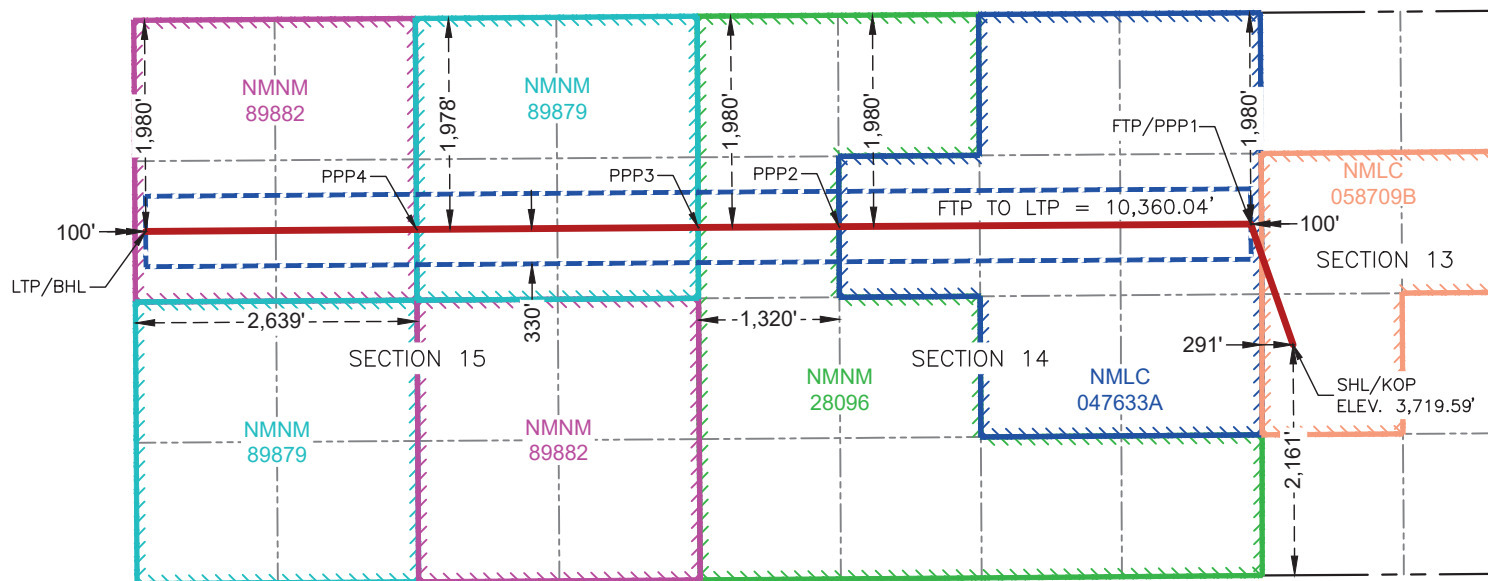 1,980'
NMNM
89882
1,978'
NMNM
89879
1,980'
1,980'
1,980'
FTP/PPP1
NMLC
058709B
PPP4
PPP3
PPP2
FTP TO LTP = 10,360.04'
100'
100'
LTP/BHL
SECTION 13
2,639'
330'
1,320'
291'
SECTION 15
SECTION 14
NMNM
28096
NMLC
047633A
SHL/KOP
ELEV. 3,719.59'
NMNM
89879
NMNM
89882
2,161'